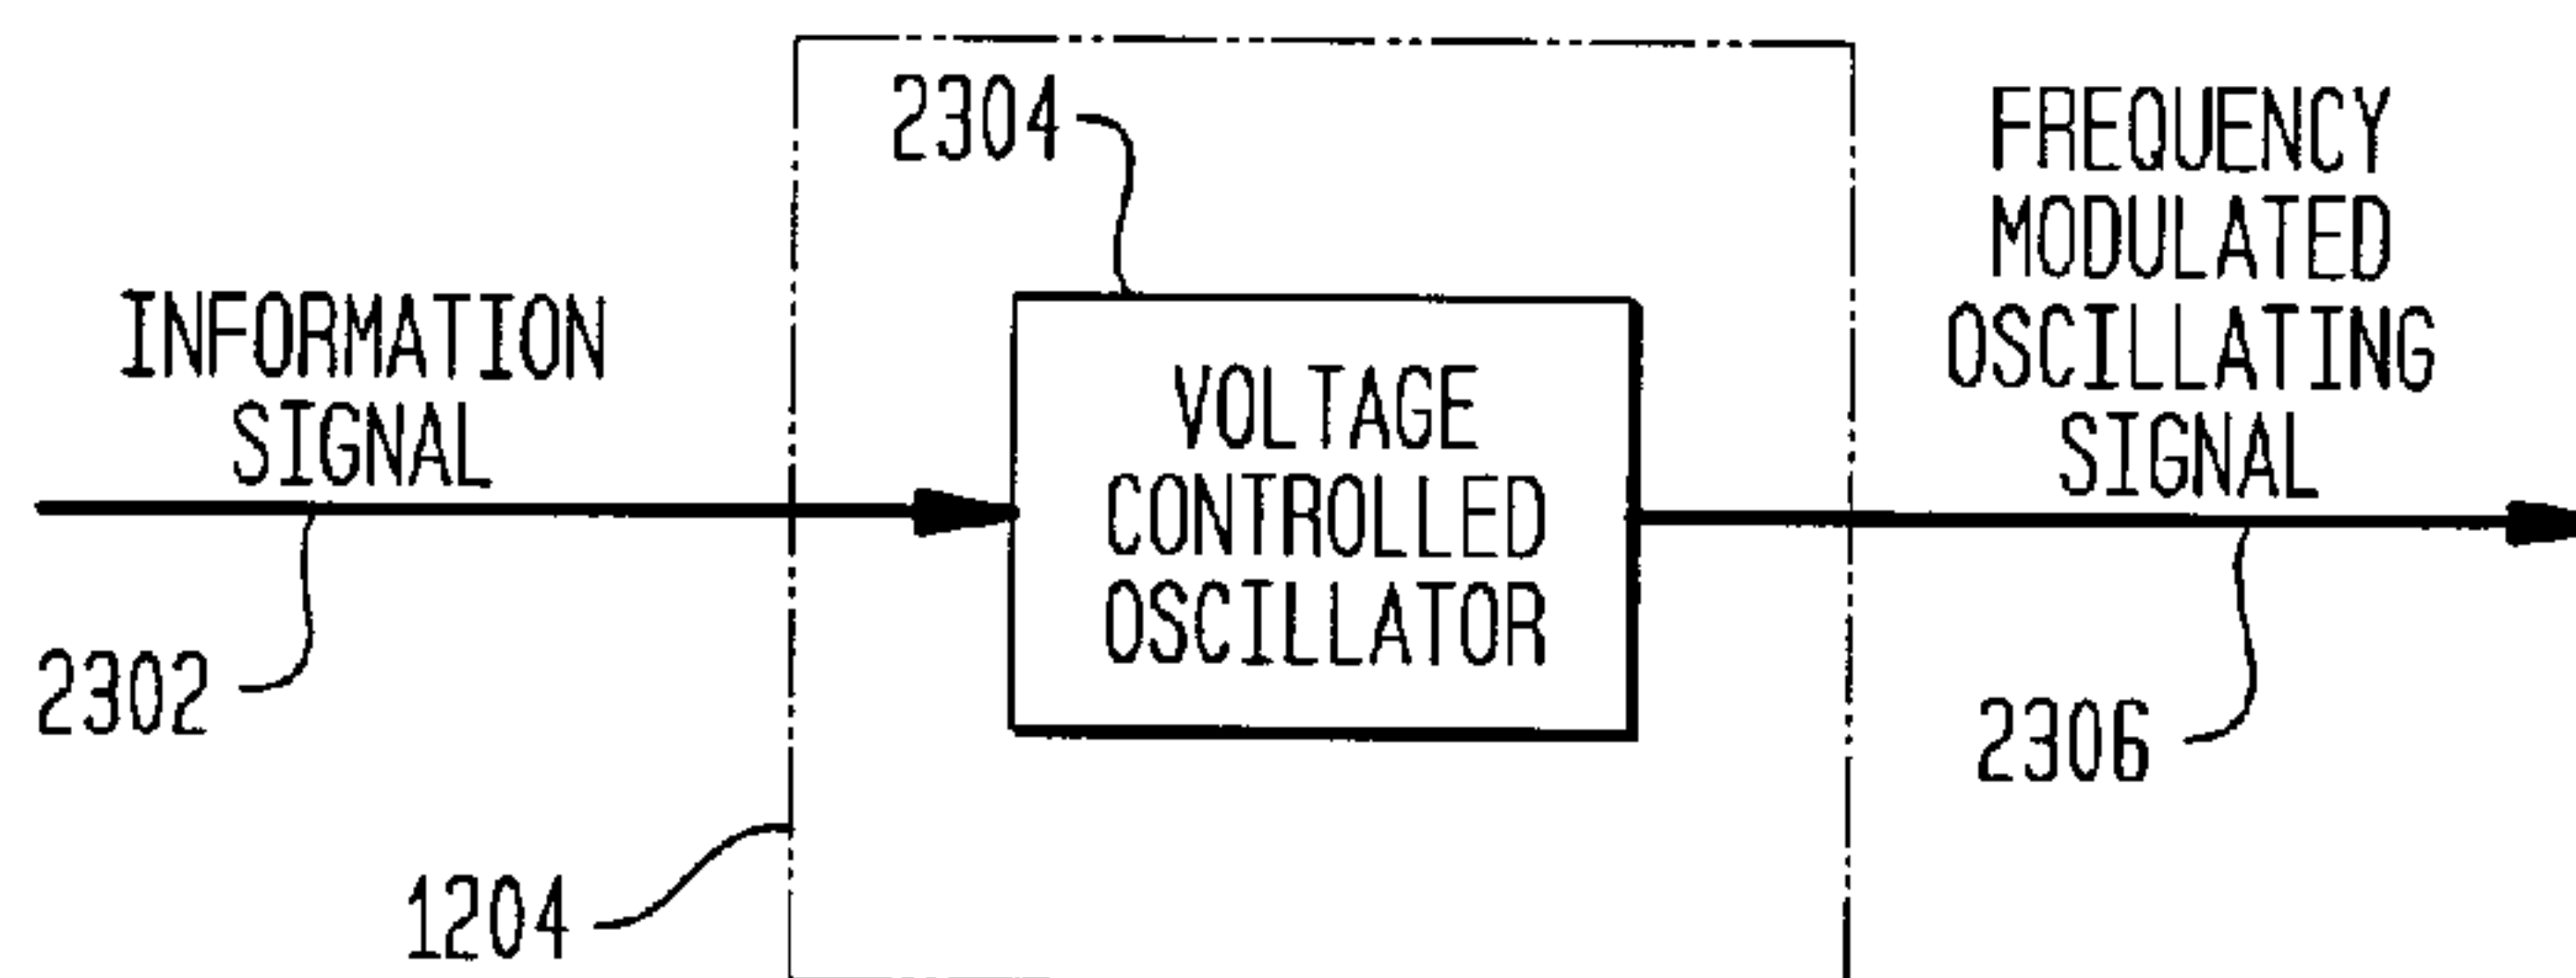 2304
FREQUENCY
MODULATED
OSCILLATING
SIGNAL
INFORMATION
SIGNAL
VOLTAGE
CONTROLLED
OSCILLATOR
2302
2306
1204